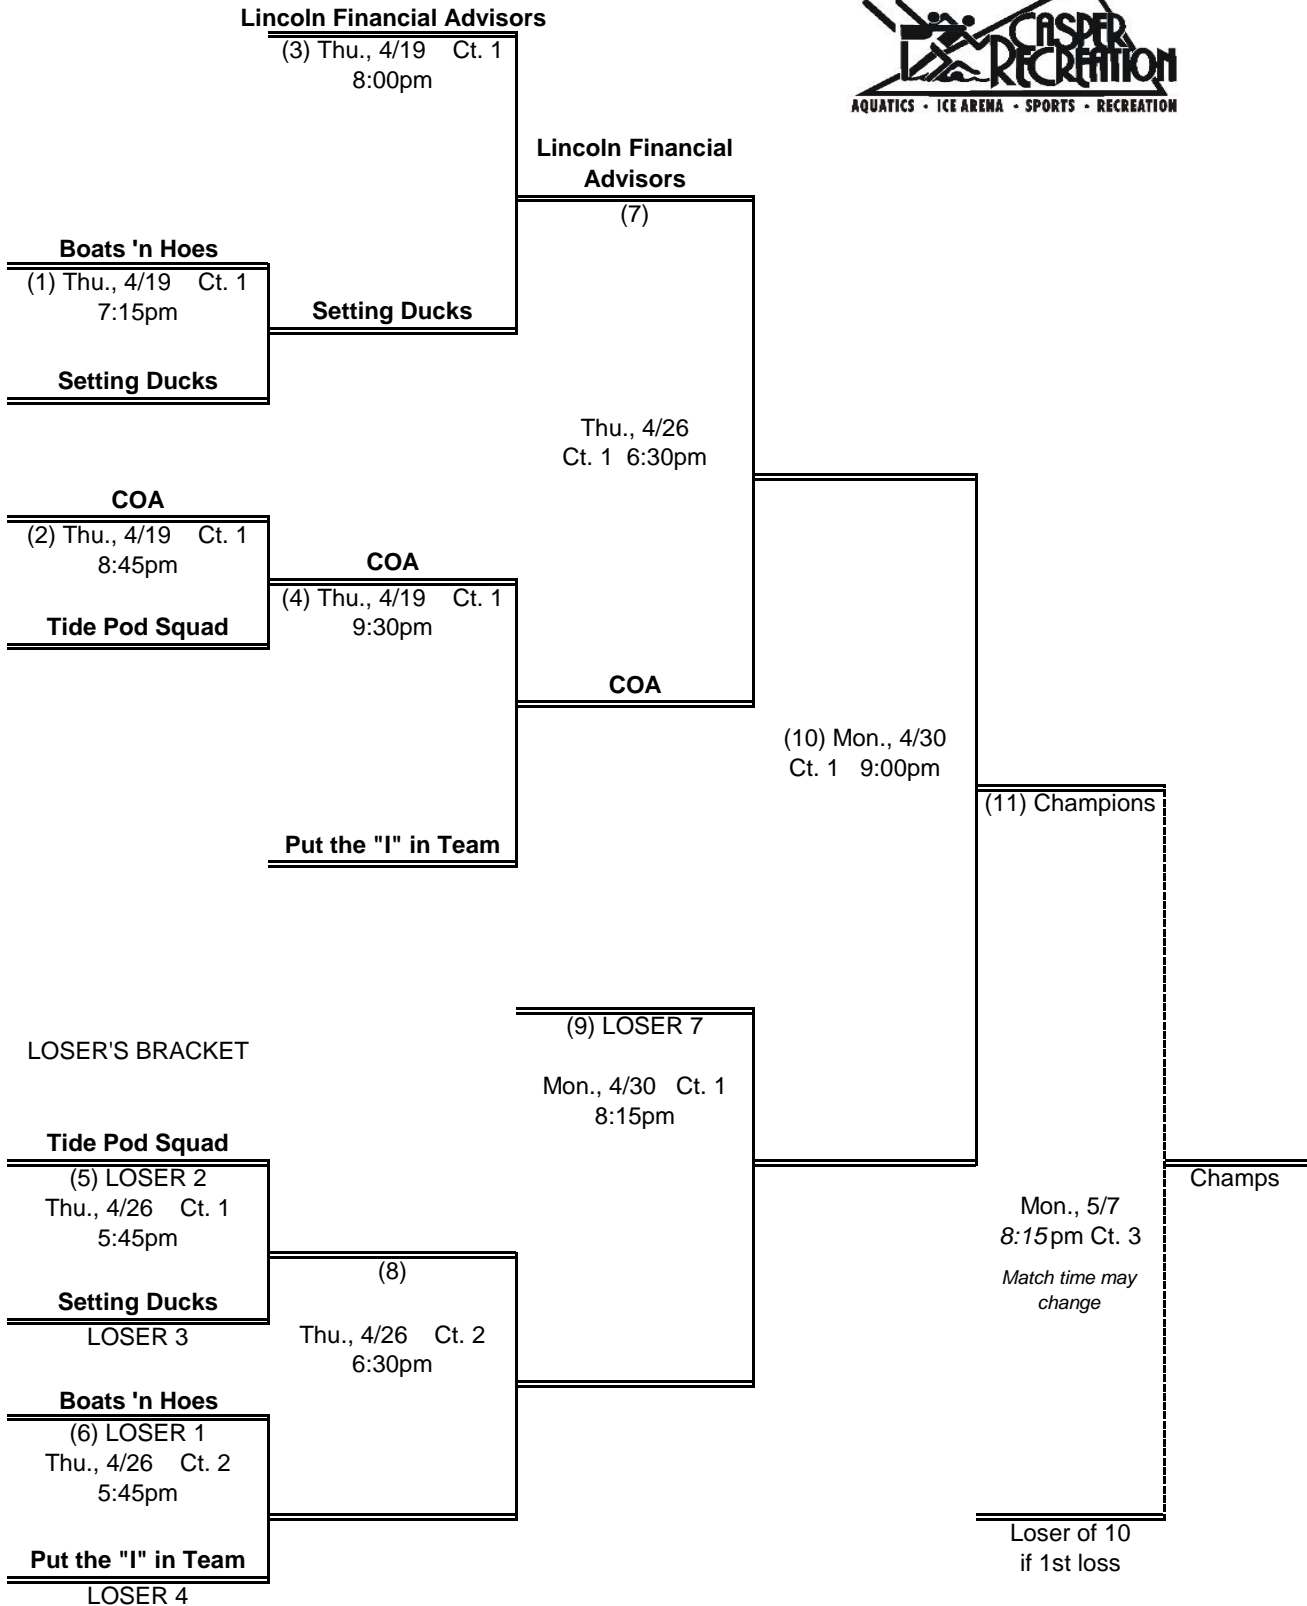 Lincoln Financial Advisors
(3) Thu., 4/19 Ct. 1
8:00pm
CASPER
RECREATION
AQUATICS • ICE ARENA • SPORTS • RECREATION
Lincoln Financial
Advisors
(7)
Boats 'n Hoes
(1) Thu., 4/19 Ct. 1
7:15pm
Setting Ducks
Setting Ducks
Thu., 4/26
Ct. 1 6:30pm
COA
(2) Thu., 4/19 Ct. 1
8:45pm
COA
(4) Thu., 4/19 Ct. 1
9:30pm
Tide Pod Squad
COA
(10) Mon., 4/30
Ct. 1 9:00pm
(11) Champions
Put the "I" in Team
(9) LOSER 7
LOSER'S BRACKET
Mon., 4/30 Ct. 1
8:15pm
Tide Pod Squad
(5) LOSER 2
Thu., 4/26 Ct. 1
5:45pm
Champs
Mon., 5/7
8:15pm Ct. 3
Match time may
change
(8)
Setting Ducks
LOSER 3
Thu., 4/26 Ct. 2
6:30pm
Boats 'n Hoes
(6) LOSER 1
Thu., 4/26 Ct. 2
5:45pm
Loser of 10
if 1st loss
Put the "I" in Team
LOSER 4